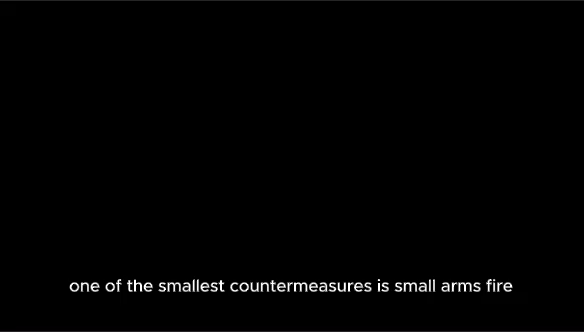 one of the smallest countermeasures is small arms fire